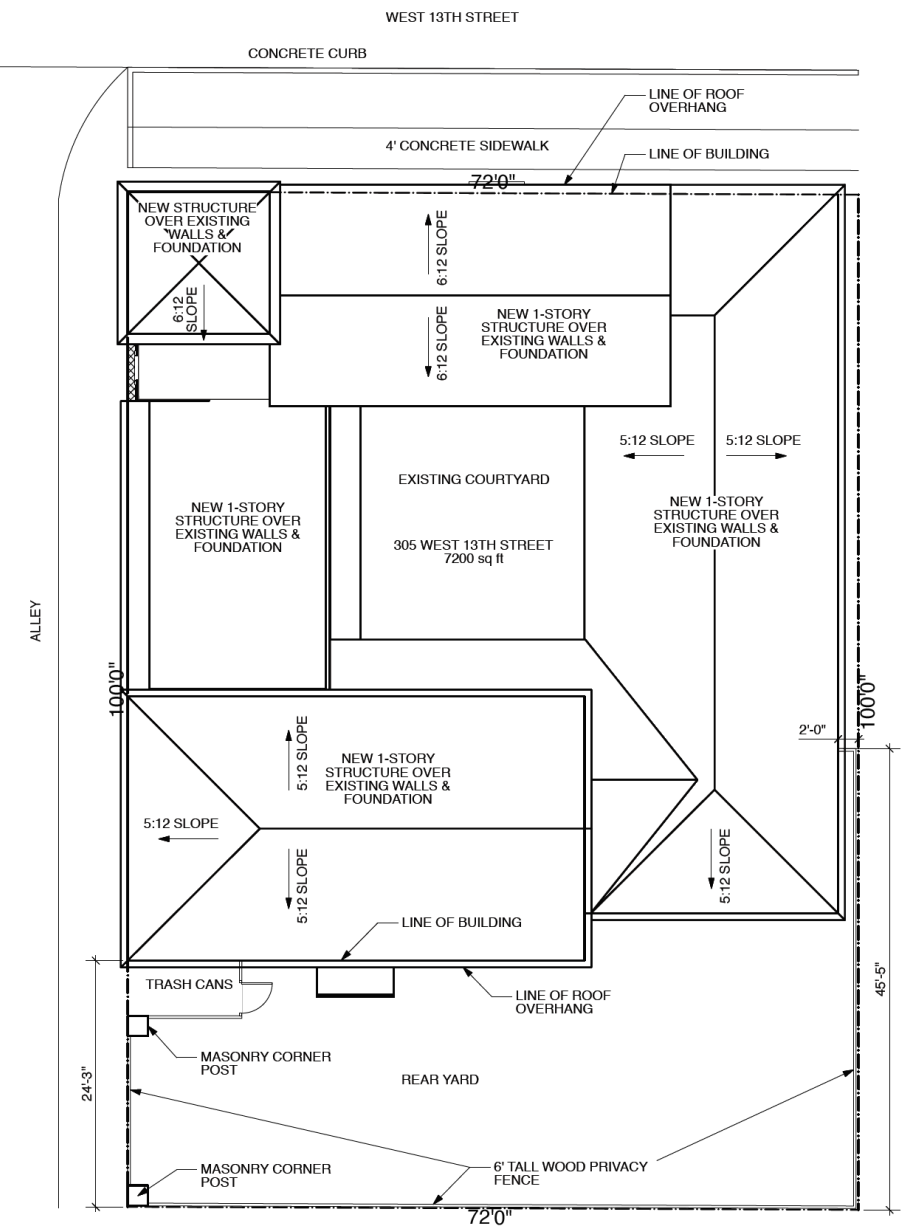 WEST 13TH STREET
CONCRETE CURB
LINE OF ROOF
OVERHANG
4' CONCRETE SIDEWALK
LINE OF BUILDING
72'0"
NEW STRUCTURE
OVER EXISTING
WALLS &
FOUNDATION
6:12 SLOPE
6:12
SLOPE
6:12 SLOPE
NEW 1-STORY
STRUCTURE OVER
EXISTING WALLS &
FOUNDATION
5:12 SLOPE
5:12 SLOPE
EXISTING COURTYARD
NEW 1-STORY
STRUCTURE OVER
EXISTING WALLS &
FOUNDATION
NEW 1-STORY
STRUCTURE OVER
EXISTING WALLS &
FOUNDATION
305 WEST 13TH STREET
7200 sq ft
ALLEY
100'0"
100'0"
2'-0"
5:12 SLOPE
NEW 1-STORY
STRUCTURE OVER
EXISTING WALLS &
FOUNDATION
5:12 SLOPE
5:12 SLOPE
5:12 SLOPE
LINE OF BUILDING
TRASH CANS
45'-5"
LINE OF ROOF
OVERHANG
MASONRY CORNER
POST
REAR YARD
24'-3"
MASONRY CORNER
POST
6' TALL WOOD PRIVACY
FENCE
72'0"